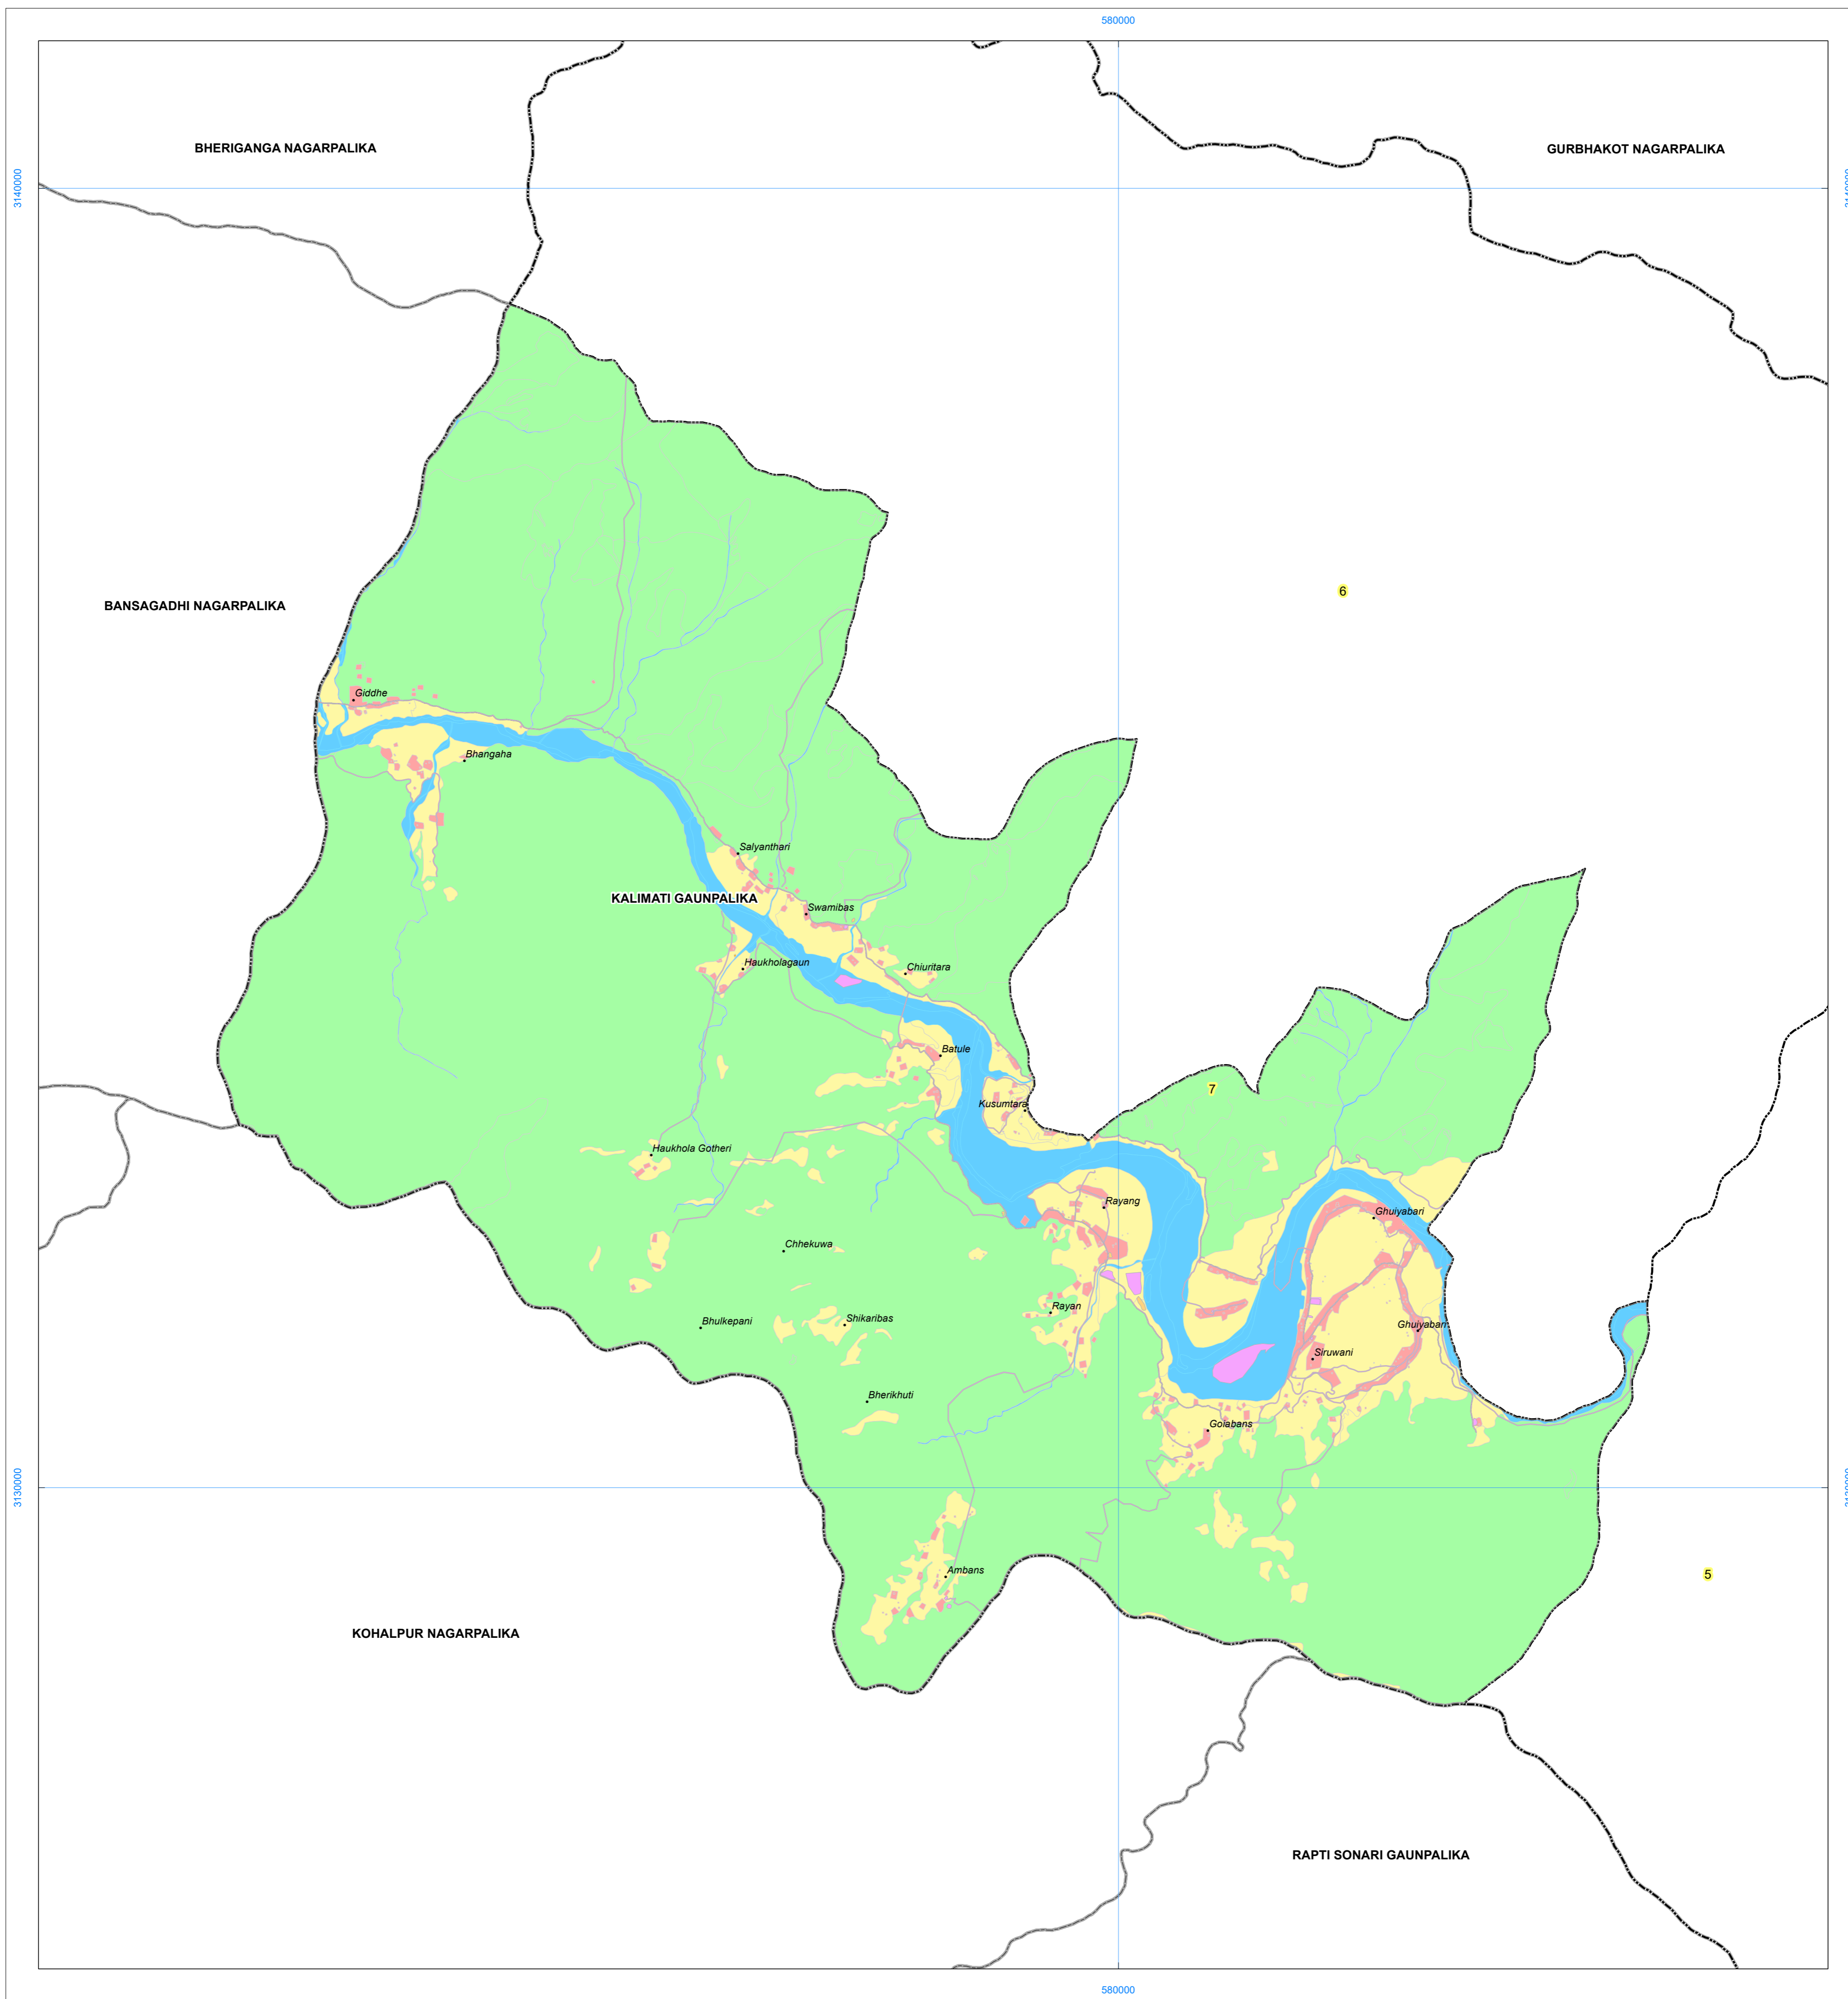 580000
BHERIGANGA NAGARPALIKA
GURBHAKOT NAGARPALIKA
3140000
6
BANSAGADHI NAGARPALIKA
Giddhe
Bhangaha
Salyanthari
KALIMATI GAUNPALIKA
Swamibas
Haukholagaun
Chiuritara
Batule
7
Kusumtara
Haukhola Gotheri
Rayang
Ghuiyabari
Chhekuwa
Rayan
Shikaribas
Bhulkepani
Ghuiyabari
Siruwani
Bherikhuti
Golabans
3130000
Ambans
5
KOHALPUR NAGARPALIKA
RAPTI SONARI GAUNPALIKA
580000